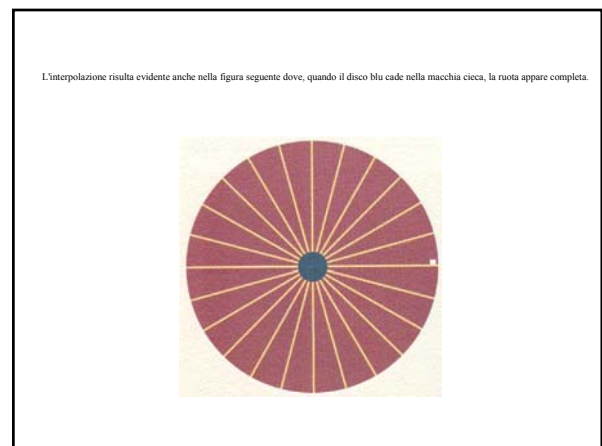 L'interpolazione risulta evidente anche nella figura seguente dove, quando il disco blu cade nella macchia cieca, la ruota appare completa.